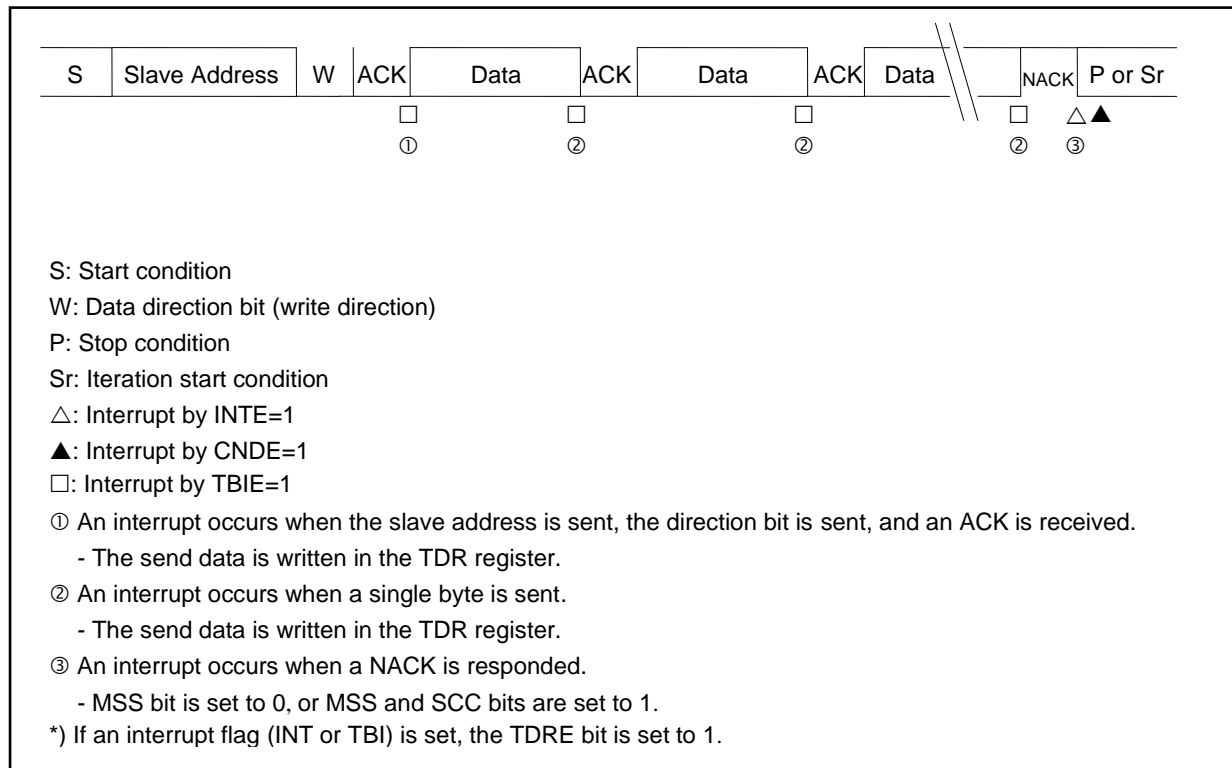 S Slave Address W ACK Data ACK Data ACK Data NACK P or Sr
□ □ □ □ △ ▲
① ② ② ② ③
S: Start condition
W: Data direction bit (write direction)
P: Stop condition
Sr: Iteration start condition
△: Interrupt by INTE=1
▲: Interrupt by CNDE=1
□: Interrupt by TBIE=1
① An interrupt occurs when the slave address is sent, the direction bit is sent, and an ACK is received.
- The send data is written in the TDR register.
② An interrupt occurs when a single byte is sent.
- The send data is written in the TDR register.
③ An interrupt occurs when a NACK is responded.
- MSS bit is set to 0, or MSS and SCC bits are set to 1.
*) If an interrupt flag (INT or TBI) is set, the TDRE bit is set to 1.